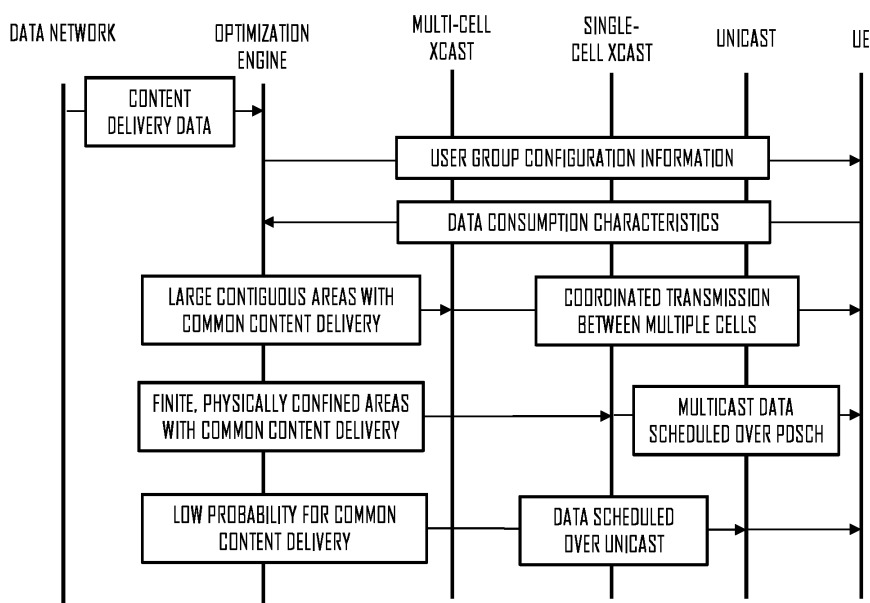 DATA NETWORK
OPTIMIZATION
ENGINE
MULTI-CELL
XCAST
SINGLE-
CELL XCAST
UNICAST
UE
CONTENT
DELIVERY DATA
USER GROUP CONFIGURATION INFORMATION
DATA CONSUMPTION CHARACTERISTICS
LARGE CONTIGUOUS AREAS WITH
COMMON CONTENT DELIVERY
COORDINATED TRANSMISSION
BETWEEN MULTIPLE CELLS
FINITE, PHYSICALLY CONFINED AREAS
WITH COMMON CONTENT DELIVERY
MULTICAST DATA
SCHEDULED OVER PDSCH
LOW PROBABILITY FOR COMMON
CONTENT DELIVERY
DATA SCHEDULED
OVER UNICAST